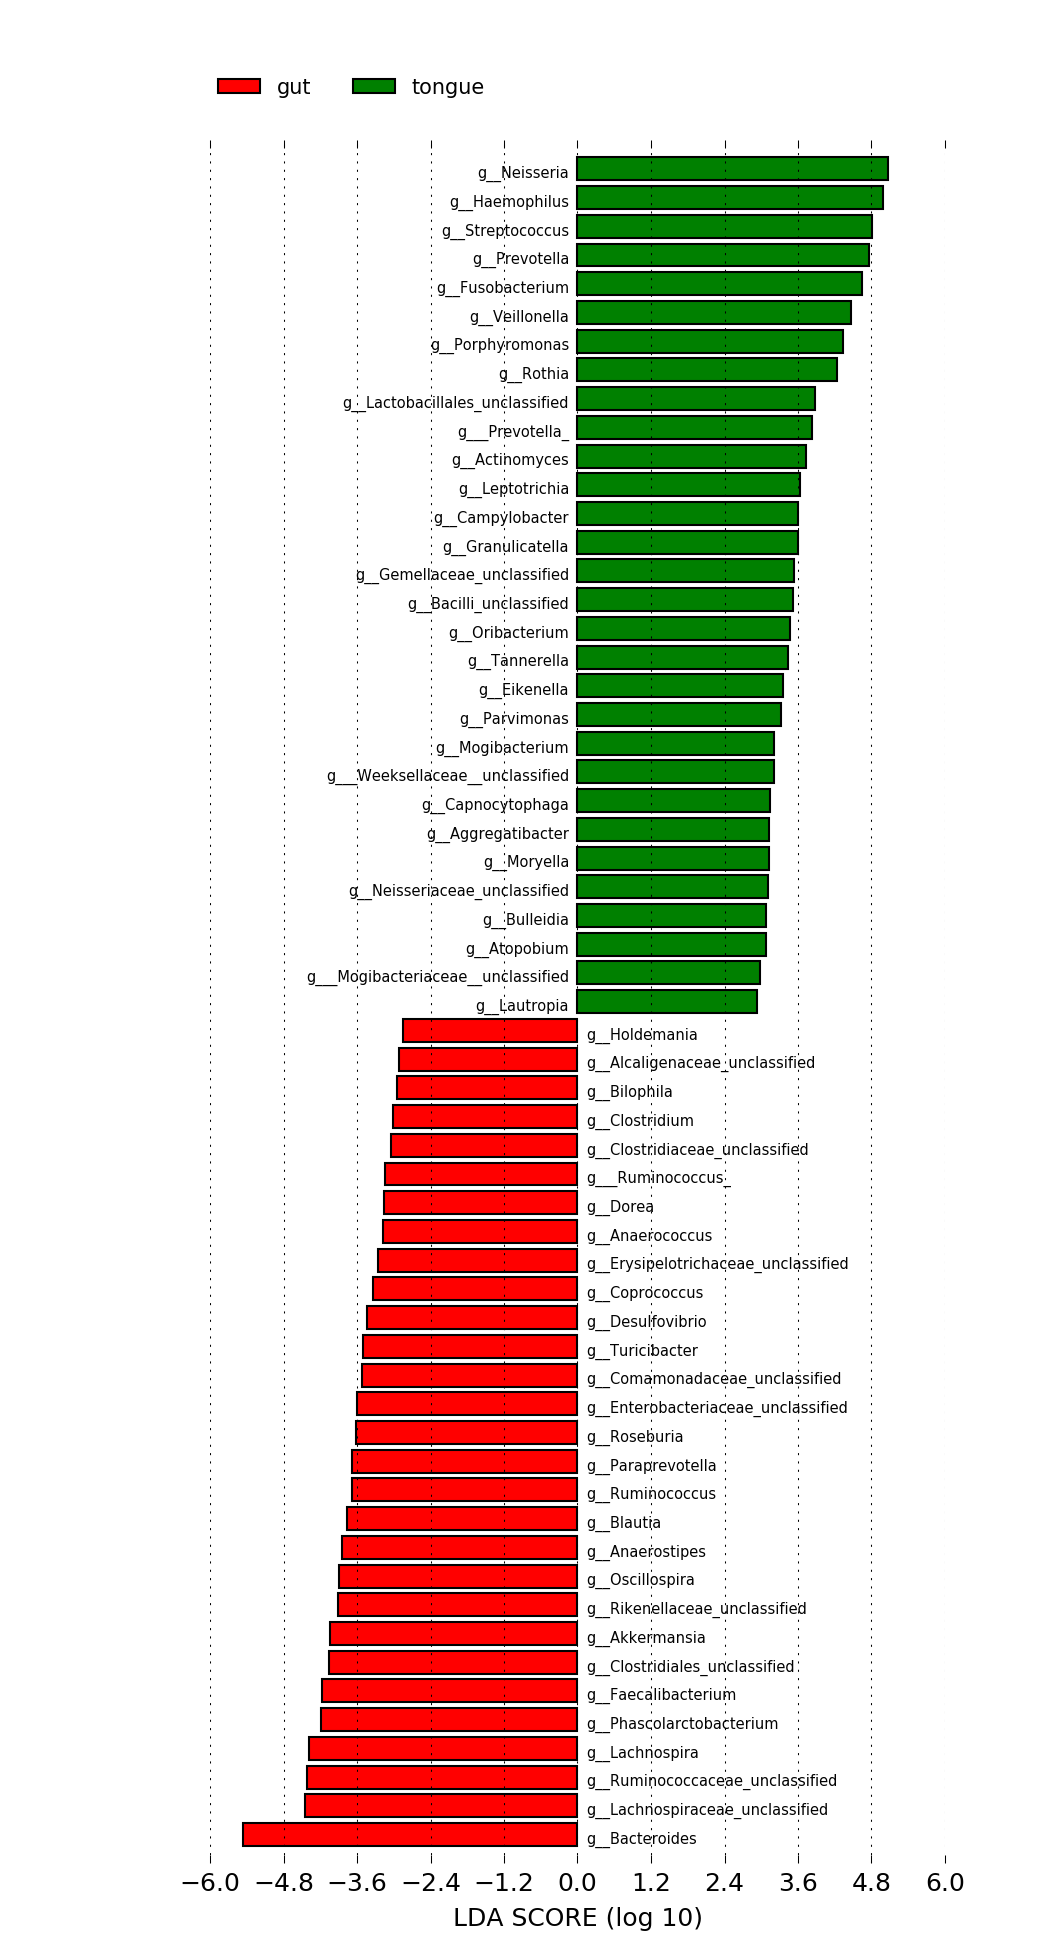 gut tongue
g__Neisseria
g__Haemophilus
g__Streptococcus
g__Prevotella
g__Fusobacterium
g__Veillonella
g__Porphyromonas
g__Rothia
g__Lactobacillales_unclassified
g___Prevotella_
g__Actinomyces
g__Leptotrichia
g__Campylobacter
g__Granulicatella
g__Gemellaceae_unclassified
g__Bacilli_unclassified
g__Oribacterium
g__Tannerella
g__Eikenella
g__Parvimonas
g__Mogibacterium
g___Weeksellaceae__unclassified
g__Capnocytophaga
g__Aggregatibacter
g__Moryella
g__Neisseriaceae_unclassified
g__Bulleidia
g__Atopobium
g___Mogibacteriaceae__unclassified
g__Lautropia
g__Holdemania
g__Alcaligenaceae_unclassified
g__Bilophila
g__Clostridium
g__Clostridiaceae_unclassified
g___Ruminococcus_
g__Dorea
g__Anaerococcus
g__Erysipelotrichaceae_unclassified
g__Coprococcus
g__Desulfovibrio
g__Turicibacter
g__Comamonadaceae_unclassified
g__Enterobacteriaceae_unclassified
g__Roseburia
g__Paraprevotella
g__Ruminococcus
g__Blautia
g__Anaerostipes
g__Oscillospira
g__Rikenellaceae_unclassified
g__Akkermansia
g__Clostridiales_unclassified
g__Faecalibacterium
g__Phascolarctobacterium
g__Lachnospira
g__Ruminococcaceae_unclassified
g__Lachnospiraceae_unclassified
g__Bacteroides
−6.0 −4.8 −3.6 −2.4 −1.2 0.0 1.2 2.4 3.6 4.8 6.0
LDA SCORE (log 10)